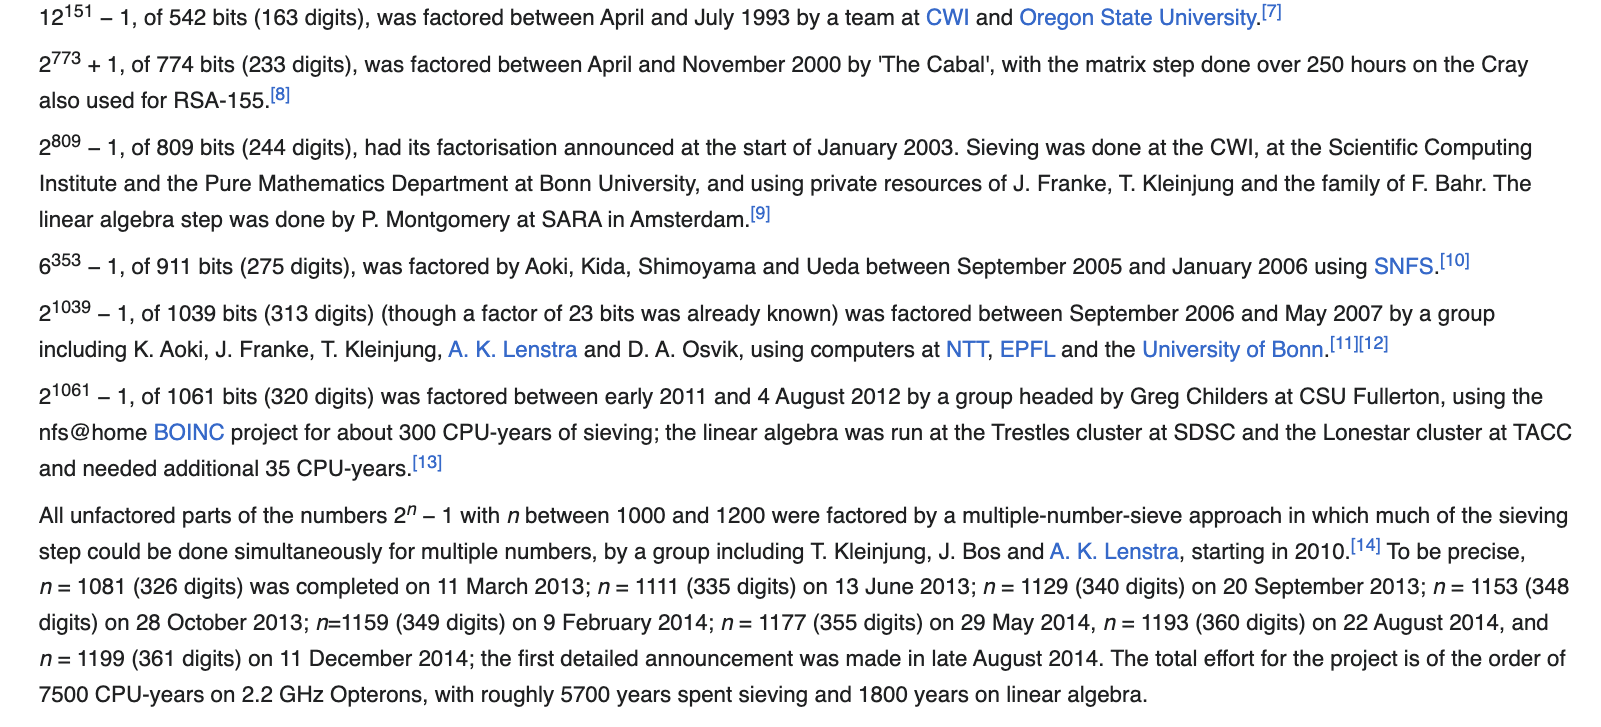 12¹⁵¹ − 1, of 542 bits (163 digits), was factored between April and July 1993 by a team at CWI and Oregon State University.[7]
2⁷⁷³ + 1, of 774 bits (233 digits), was factored between April and November 2000 by 'The Cabal', with the matrix step done over 250 hours on the Cray
also used for RSA-155.[8]
2⁸⁰⁹ − 1, of 809 bits (244 digits), had its factorisation announced at the start of January 2003. Sieving was done at the CWI, at the Scientific Computing
Institute and the Pure Mathematics Department at Bonn University, and using private resources of J. Franke, T. Kleinjung and the family of F. Bahr. The
linear algebra step was done by P. Montgomery at SARA in Amsterdam.[9]
6³⁵³ − 1, of 911 bits (275 digits), was factored by Aoki, Kida, Shimoyama and Ueda between September 2005 and January 2006 using SNFS.[10]
2¹⁰³⁹ − 1, of 1039 bits (313 digits) (though a factor of 23 bits was already known) was factored between September 2006 and May 2007 by a group
including K. Aoki, J. Franke, T. Kleinjung, A. K. Lenstra and D. A. Osvik, using computers at NTT, EPFL and the University of Bonn.[11][12]
2¹⁰⁶¹ − 1, of 1061 bits (320 digits) was factored between early 2011 and 4 August 2012 by a group headed by Greg Childers at CSU Fullerton, using the
nfs@home BOINC project for about 300 CPU-years of sieving; the linear algebra was run at the Trestles cluster at SDSC and the Lonestar cluster at TACC
and needed additional 35 CPU-years.[13]
All unfactored parts of the numbers 2ⁿ − 1 with n between 1000 and 1200 were factored by a multiple-number-sieve approach in which much of the sieving
step could be done simultaneously for multiple numbers, by a group including T. Kleinjung, J. Bos and A. K. Lenstra, starting in 2010.[14] To be precise,
n = 1081 (326 digits) was completed on 11 March 2013; n = 1111 (335 digits) on 13 June 2013; n = 1129 (340 digits) on 20 September 2013; n = 1153 (348
digits) on 28 October 2013; n=1159 (349 digits) on 9 February 2014; n = 1177 (355 digits) on 29 May 2014, n = 1193 (360 digits) on 22 August 2014, and
n = 1199 (361 digits) on 11 December 2014; the first detailed announcement was made in late August 2014. The total effort for the project is of the order of
7500 CPU-years on 2.2 GHz Opterons, with roughly 5700 years spent sieving and 1800 years on linear algebra.